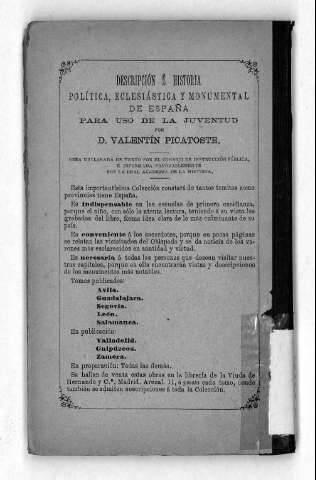 DESCRIPCIÓN É HISTORIA
POLÍTICA, ECLESIÁSTICA Y MONUMENTAL
DE ESPAÑA
PARA USO DE LA JUVENTUD
POR
D. VALENTÍN PICATOSTE.
OBRA DECLARADA DE TEXTO POR EL CONSEJO DE INSTRUCCIÓN PÚBLICA,
É INFORMADA FAVORABLEMENTE
POR LA REAL ACADEMIA DE LA HISTORIA.
Esta importantísima Colección constará de tantos tomitos como
provincias tiene España.
Es indispensable en las escuelas de primera enseñanza,
porque el niño, con sólo la atenta lectura, teniendo á su vista los
grabados del libro, forma idea clara de lo más culminante de su
país.
Es conveniente á los sacerdotes, porque en pocas páginas
se relatan las vicisitudes del Obispado y se da noticia de los va-
rones más esclarecidos en santidad y virtud.
Es necesaria á todas las personas que deseen visitar nues-
tras capitales, porque en ella encontrarán vistas y descripciones
de los monumentos más notables.
Tomos publicados:
Avila.
Guadalajara.
Segovia.
León.
Salamanca.
En publicación:
Valladolid.
Guipúzcoa.
Zamora.
En preparación: Todas las demás.
Se hallan de venta estas obras en la librería de la Viuda de
Hernando y C.ª, Madrid, Arenal, 11, á peseta cada tomo, donde
también se admiten suscripciones á toda la Colección.